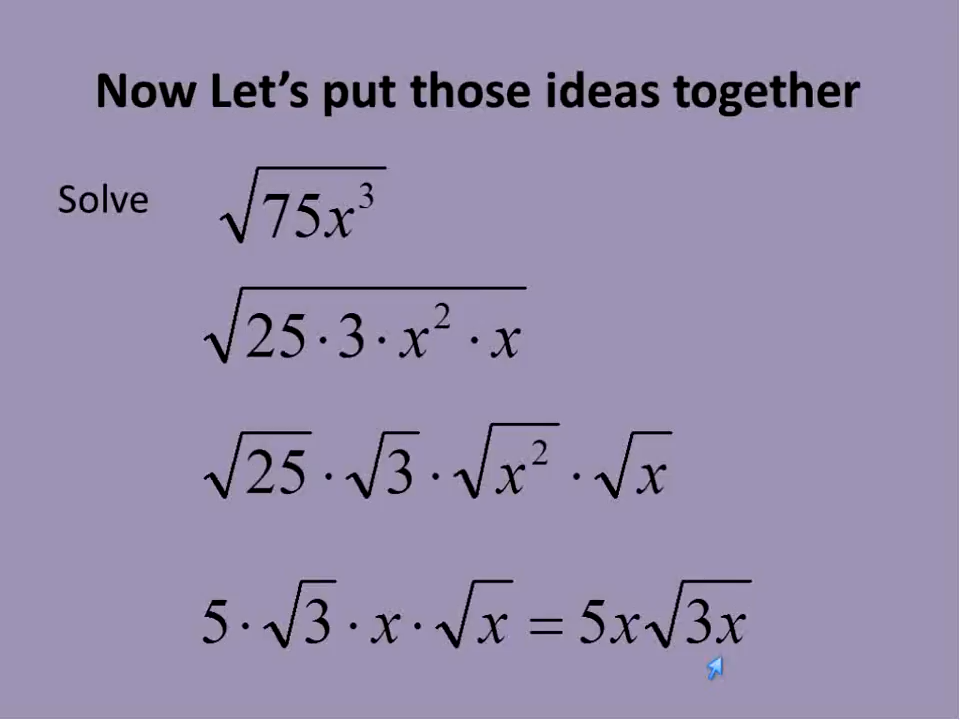 Now Let's put those ideas together
Solve √(75x³)
√(25·3·x²·x)
√25·√3·√(x²)·√x
5·√3·x·√x = 5x√(3x)